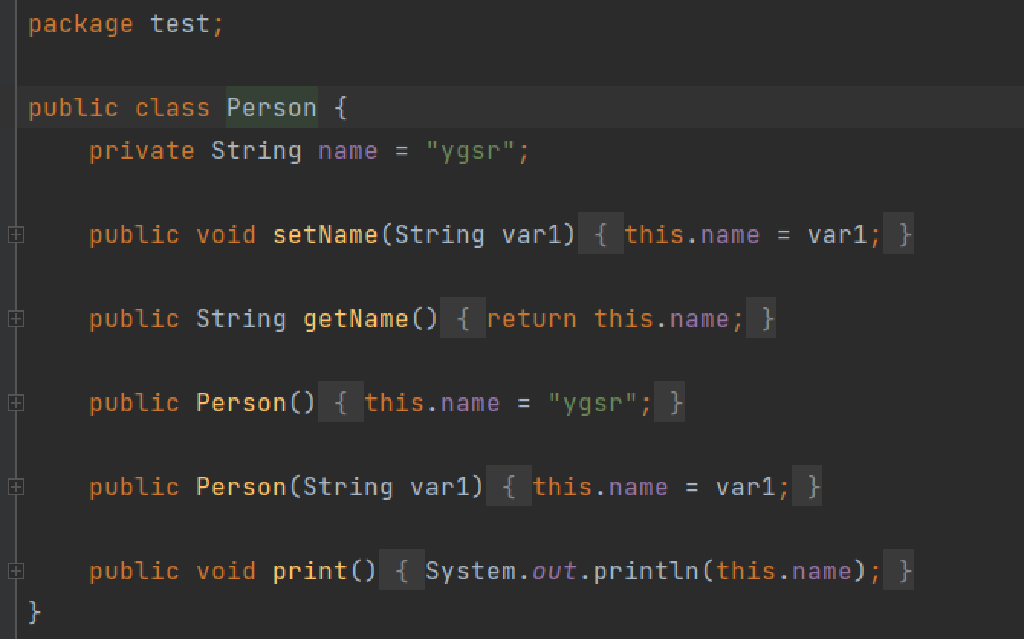 package test;
public class Person {
private String name = "ygsr";
public void setName(String var1) { this.name = var1; }
public String getName() { return this.name; }
public Person() { this.name = "ygsr"; }
public Person(String var1) { this.name = var1; }
public void print() { System.out.println(this.name); }
}